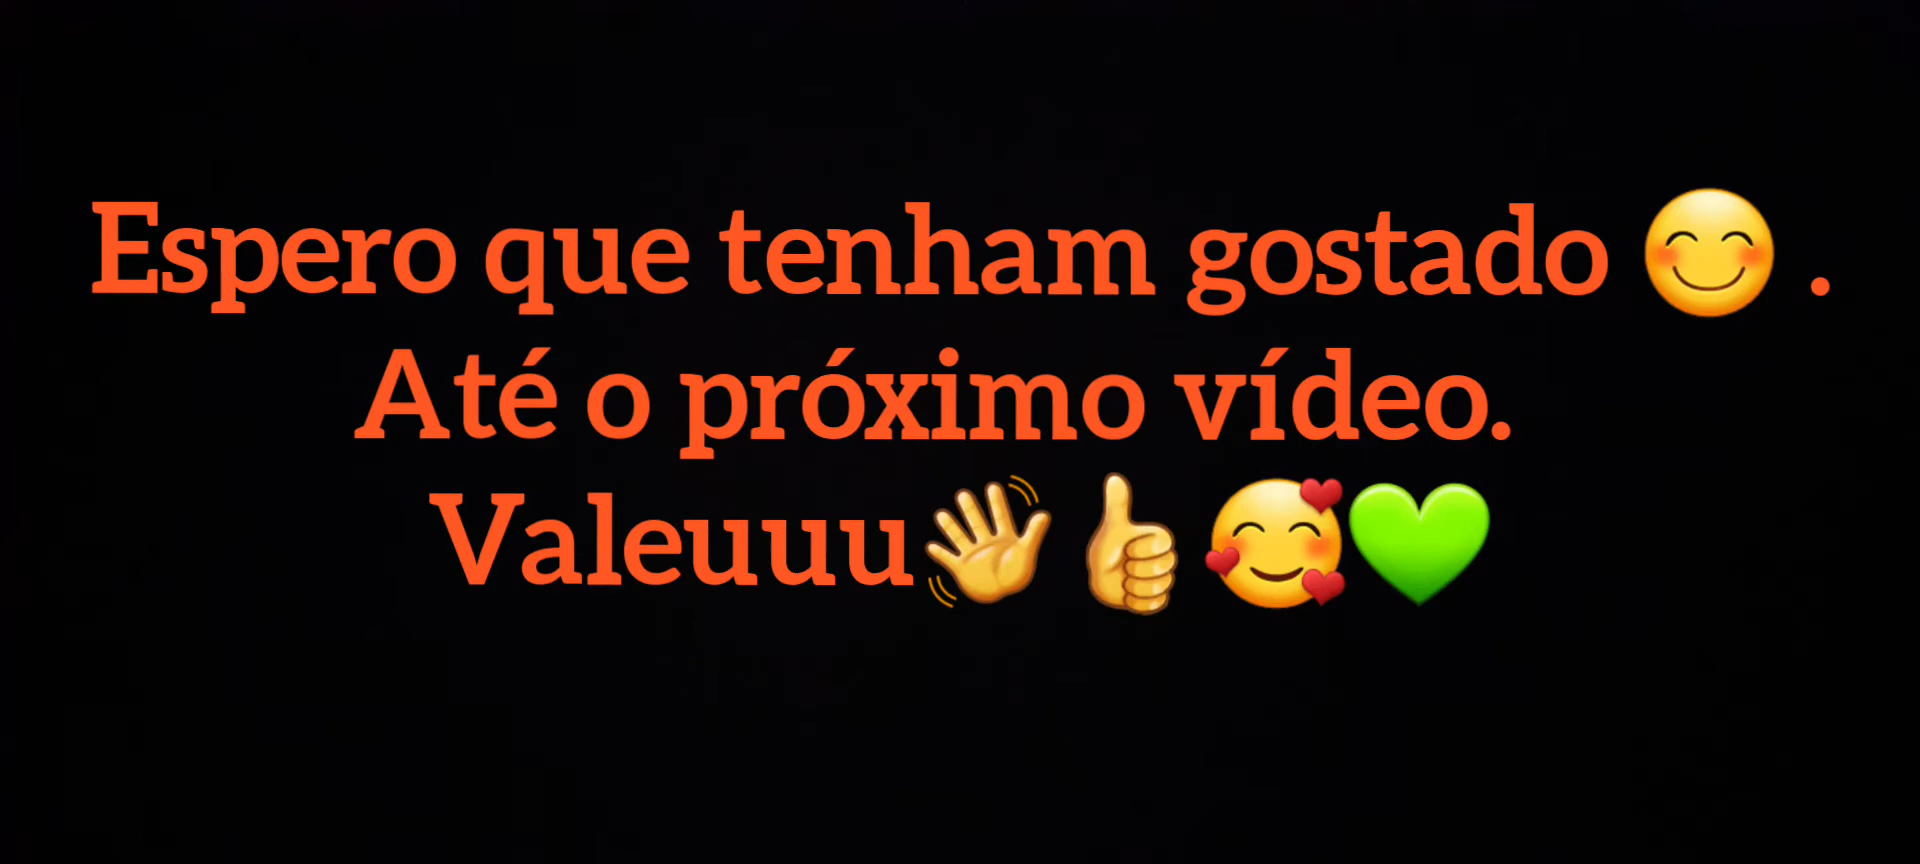 Espero que tenham gostado 😊 .
Até o próximo vídeo.
Valeuuu👋👍🥰💚